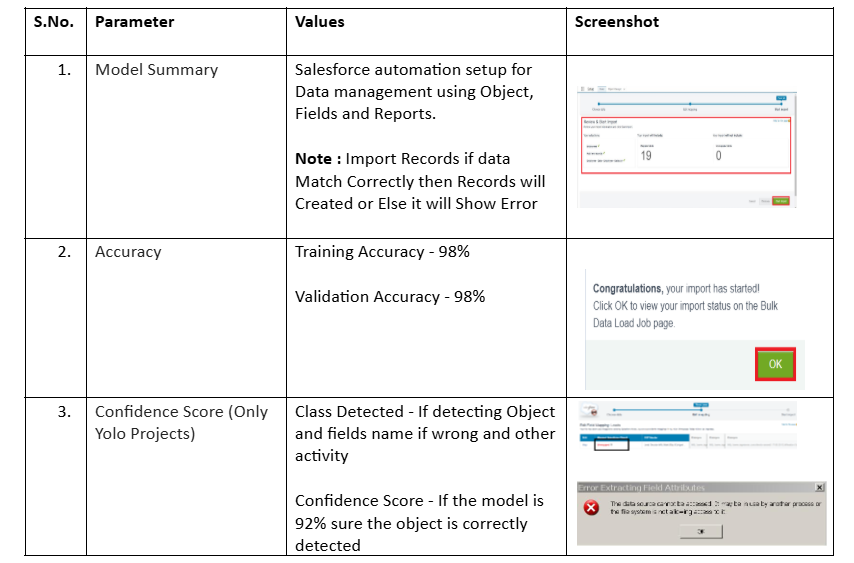 S.No. Parameter Values Screenshot
1. Model Summary Salesforce automation setup for
Data management using Object,
Fields and Reports.
Note : Import Records if data
Match Correctly then Records will
Created or Else it will Show Error
Review & Start Import
19 0
2. Accuracy Training Accuracy - 98%
Validation Accuracy - 98%
Congratulations, your import has started!
Click OK to view your import status on the Bulk
Data Load Job page.
OK
3. Confidence Score (Only
Yolo Projects)
Class Detected - If detecting Object
and fields name if wrong and other
activity
Confidence Score - If the model is
92% sure the object is correctly
detected
Error Extracting Field Attributes
The data source cannot be accessed. It may be in use by another process or
the file system is not allowing access to it.
OK